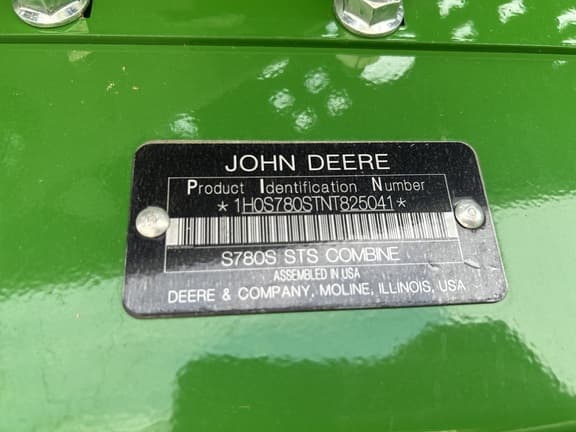 JOHN DEERE
Product Identification Number
*1H0S780STNT825041*
S780S STS COMBINE
ASSEMBLED IN USA
DEERE & COMPANY, MOLINE, ILLINOIS, USA